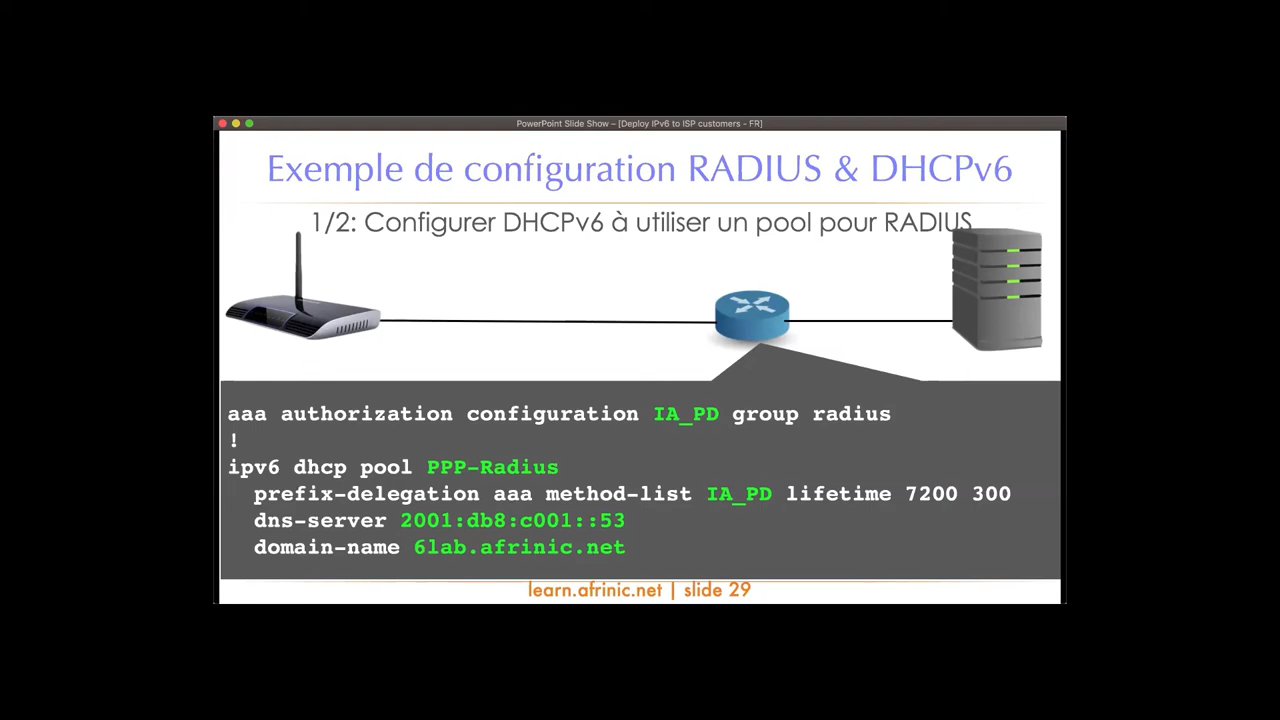 PowerPoint Slide Show – [Deploy IPv6 to ISP customers - FR]
Exemple de configuration RADIUS & DHCPv6
1/2: Configurer DHCPv6 à utiliser un pool pour RADIUS
aaa authorization configuration IA_PD group radius
!
ipv6 dhcp pool PPP-Radius
prefix-delegation aaa method-list IA_PD lifetime 7200 300
dns-server 2001:db8:c001::53
domain-name 6lab.afrinic.net
learn.afrinic.net | slide 29